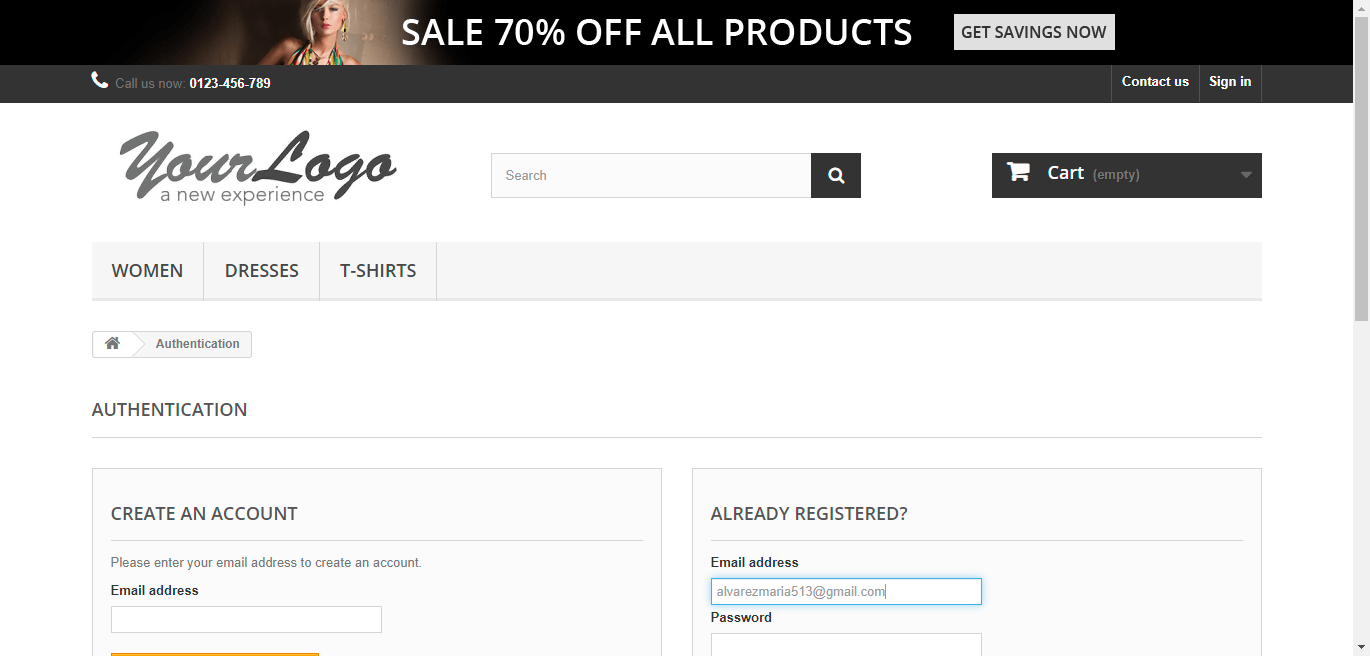 SALE 70% OFF ALL PRODUCTS GET SAVINGS NOW
Call us now: 0123-456-789 Contact us Sign in
Your Logo
a new experience
Search
Cart (empty)
WOMEN DRESSES T-SHIRTS
Authentication
AUTHENTICATION
CREATE AN ACCOUNT
Please enter your email address to create an account.
Email address
ALREADY REGISTERED?
Email address
alvarezmaria513@gmail.com
Password